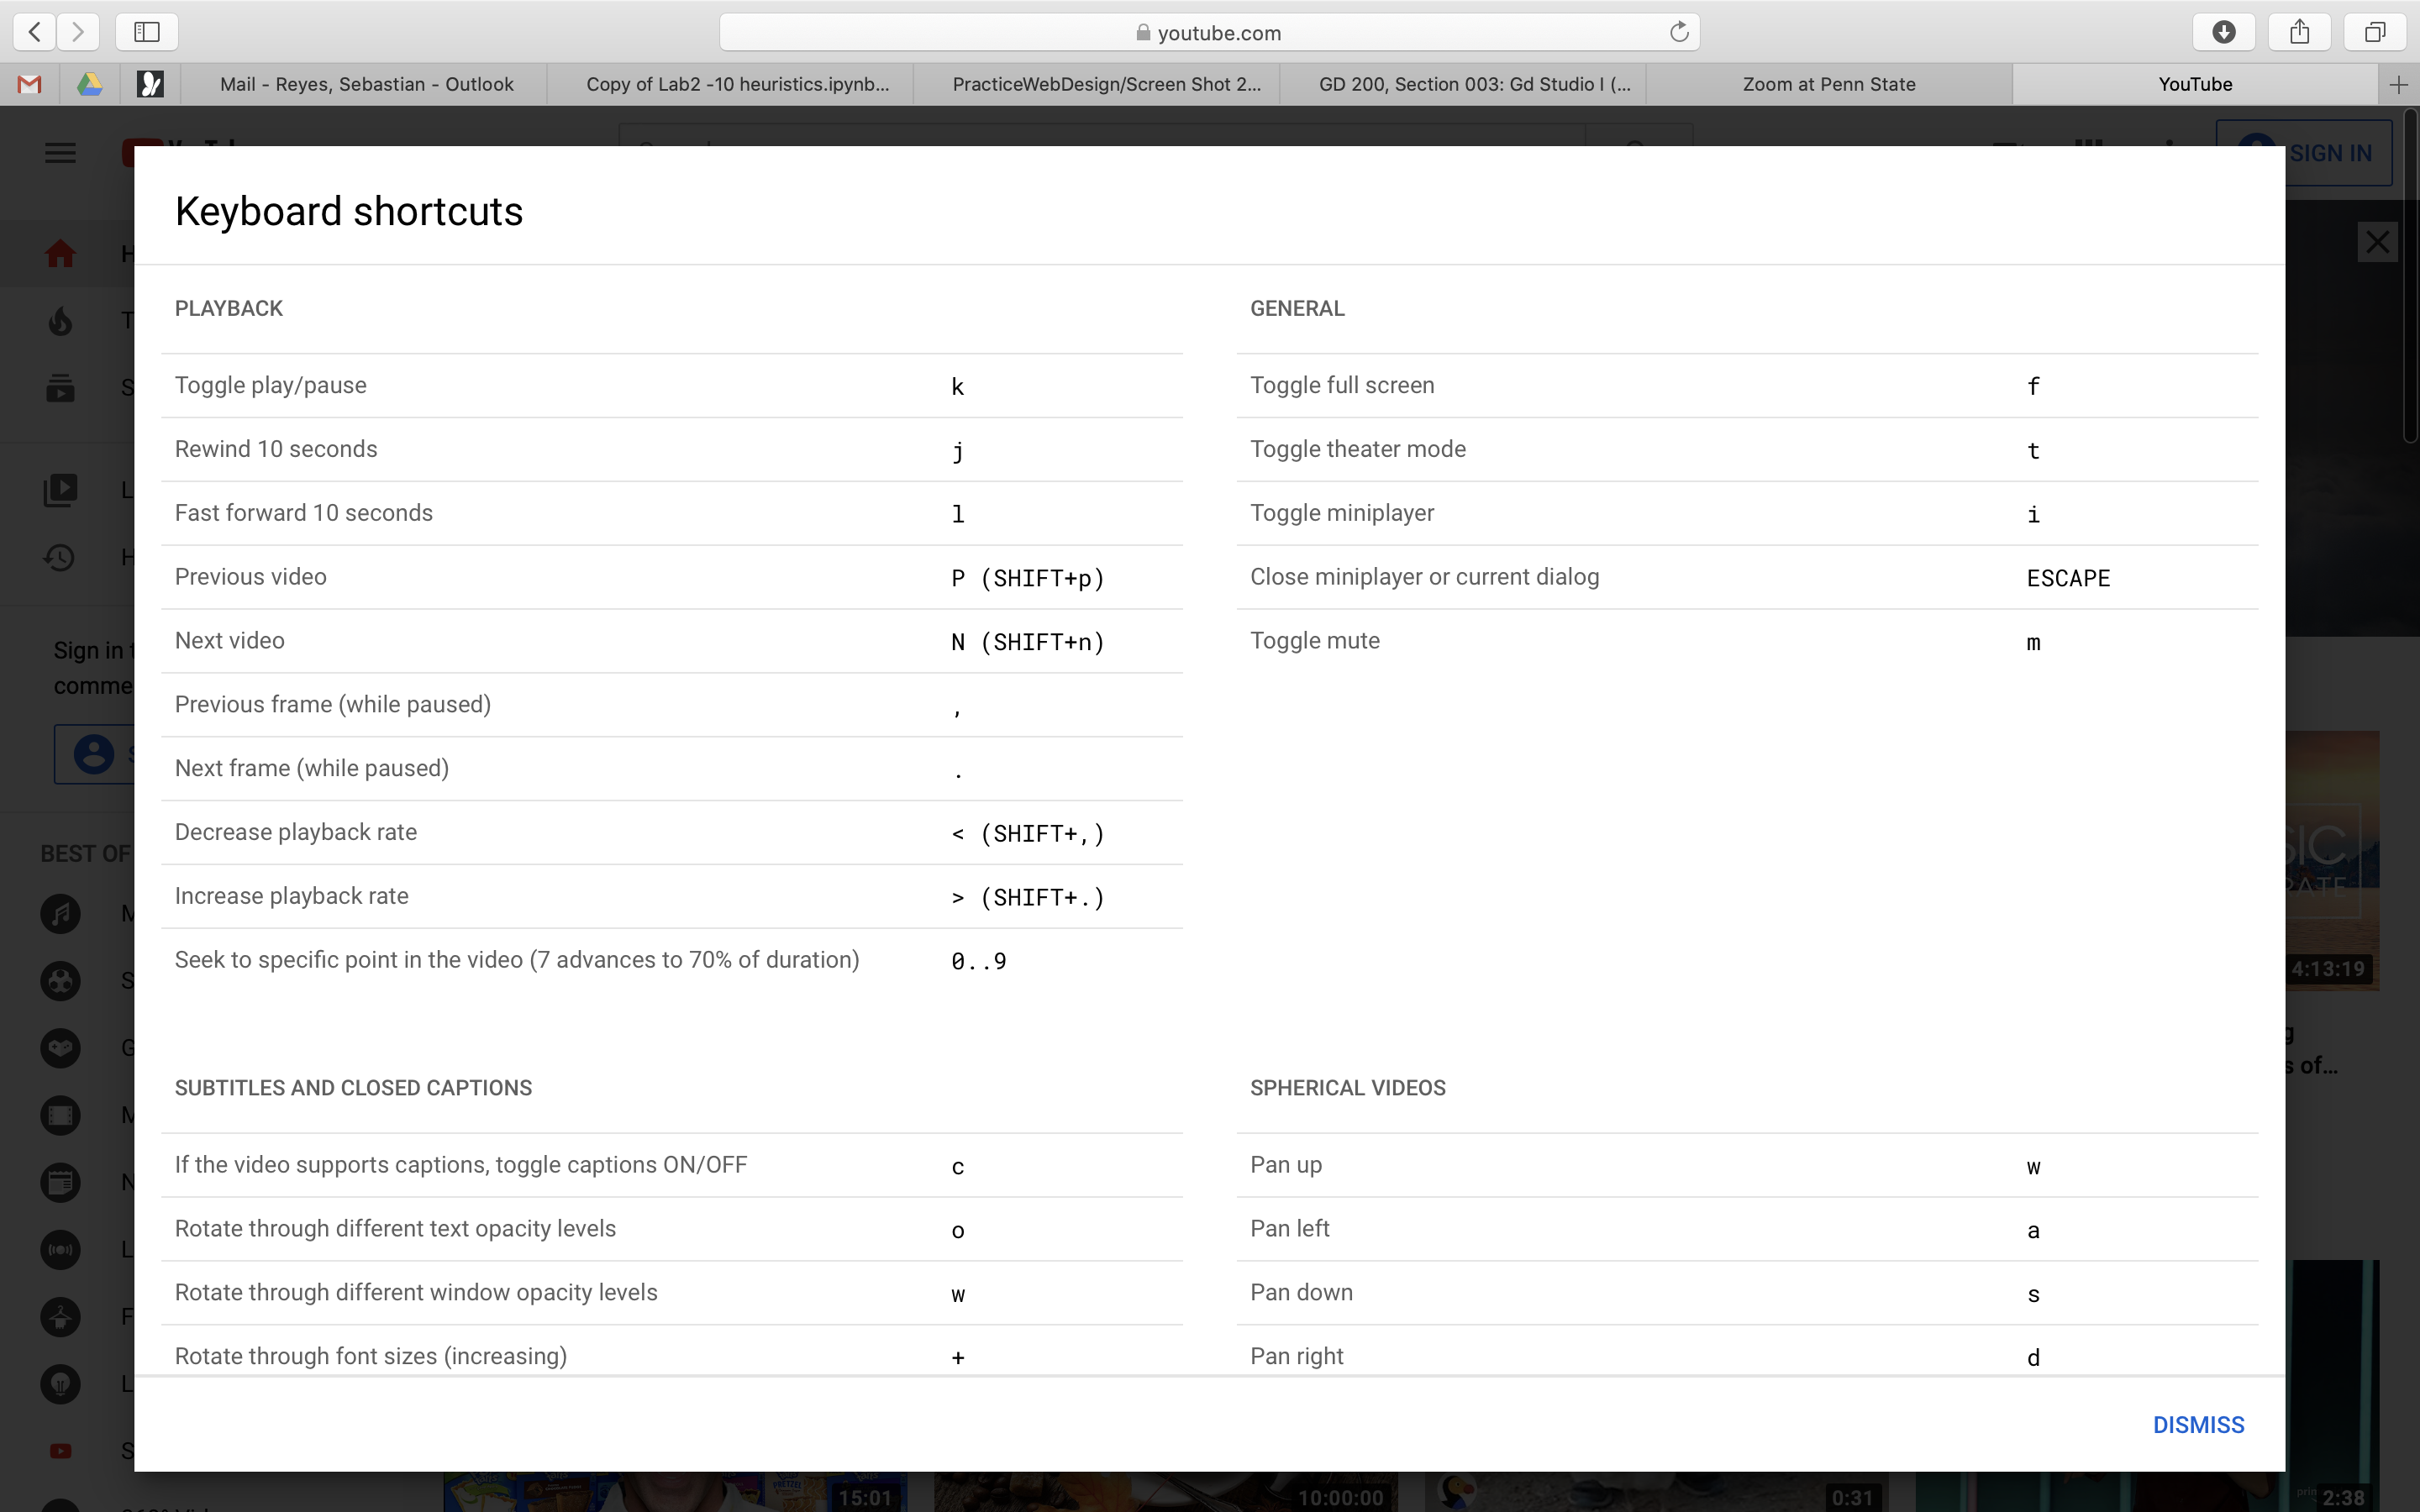 youtube.com
Mail - Reyes, Sebastian - Outlook
Copy of Lab2 -10 heuristics.ipynb...
PracticeWebDesign/Screen Shot 2...
GD 200, Section 003: Gd Studio I (...
Zoom at Penn State
YouTube
SIGN IN
Keyboard shortcuts
PLAYBACK
Toggle play/pause k
Rewind 10 seconds j
Fast forward 10 seconds l
Previous video P (SHIFT+p)
Next video N (SHIFT+n)
Previous frame (while paused) ,
Next frame (while paused) .
Decrease playback rate < (SHIFT+,)
Increase playback rate > (SHIFT+.)
Seek to specific point in the video (7 advances to 70% of duration) 0..9
GENERAL
Toggle full screen f
Toggle theater mode t
Toggle miniplayer i
Close miniplayer or current dialog ESCAPE
Toggle mute m
SUBTITLES AND CLOSED CAPTIONS
If the video supports captions, toggle captions ON/OFF c
Rotate through different text opacity levels o
Rotate through different window opacity levels w
Rotate through font sizes (increasing) +
SPHERICAL VIDEOS
Pan up w
Pan left a
Pan down s
Pan right d
DISMISS
Sign in
comme
BEST OF
4:13:19
s of...
15:01
10:00:00
0:31
2:38